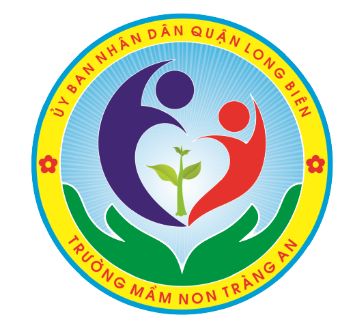 ỦY BAN NHÂN DÂN QUẬN LONG BIÊN
TRƯỜNG MẦM NON TRÀNG AN